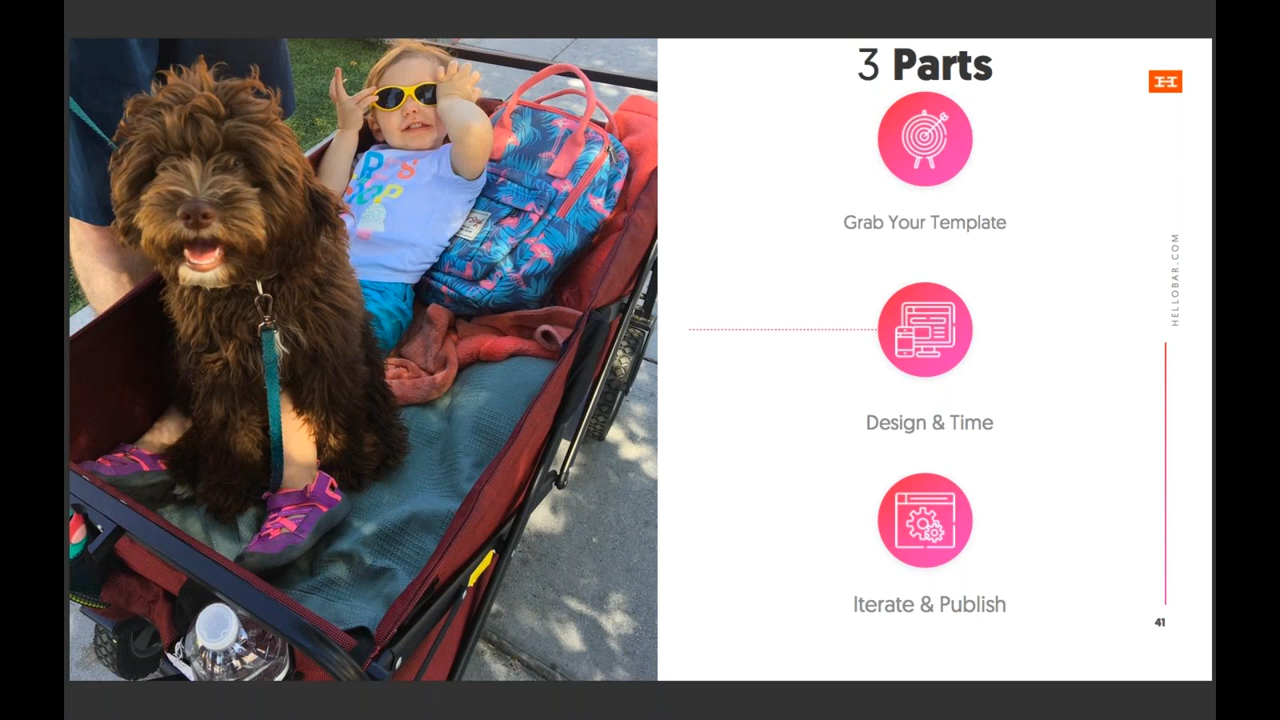 3 Parts
Grab Your Template
Design & Time
Iterate & Publish
HELLOBAR.COM
41